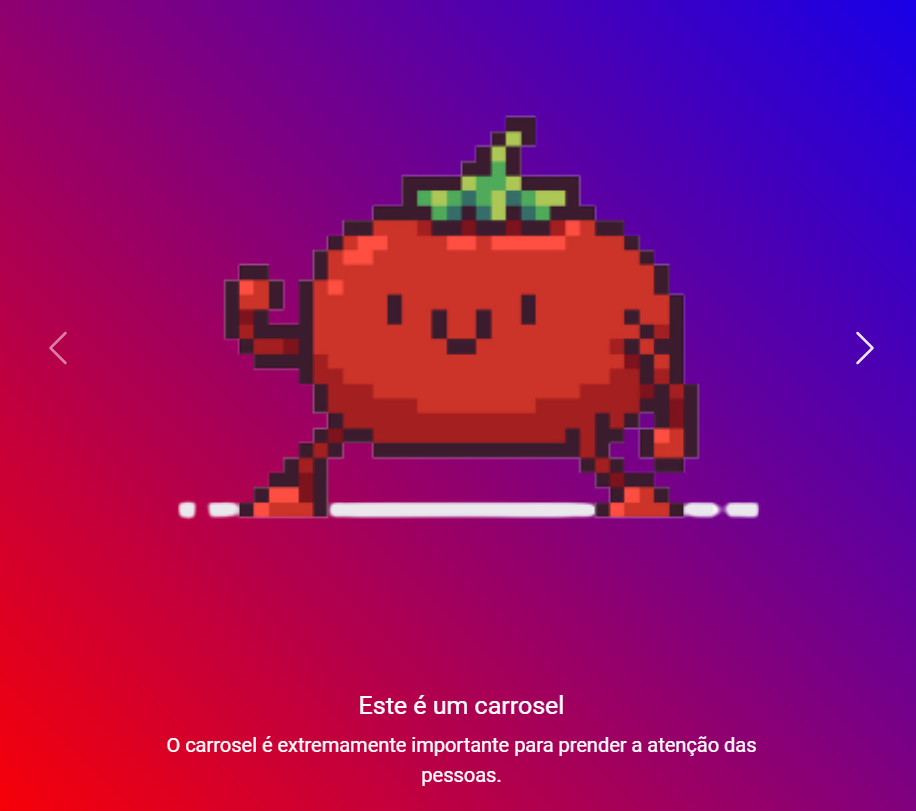 Este é um carrosel
O carrosel é extremamente importante para prender a atenção das
pessoas.